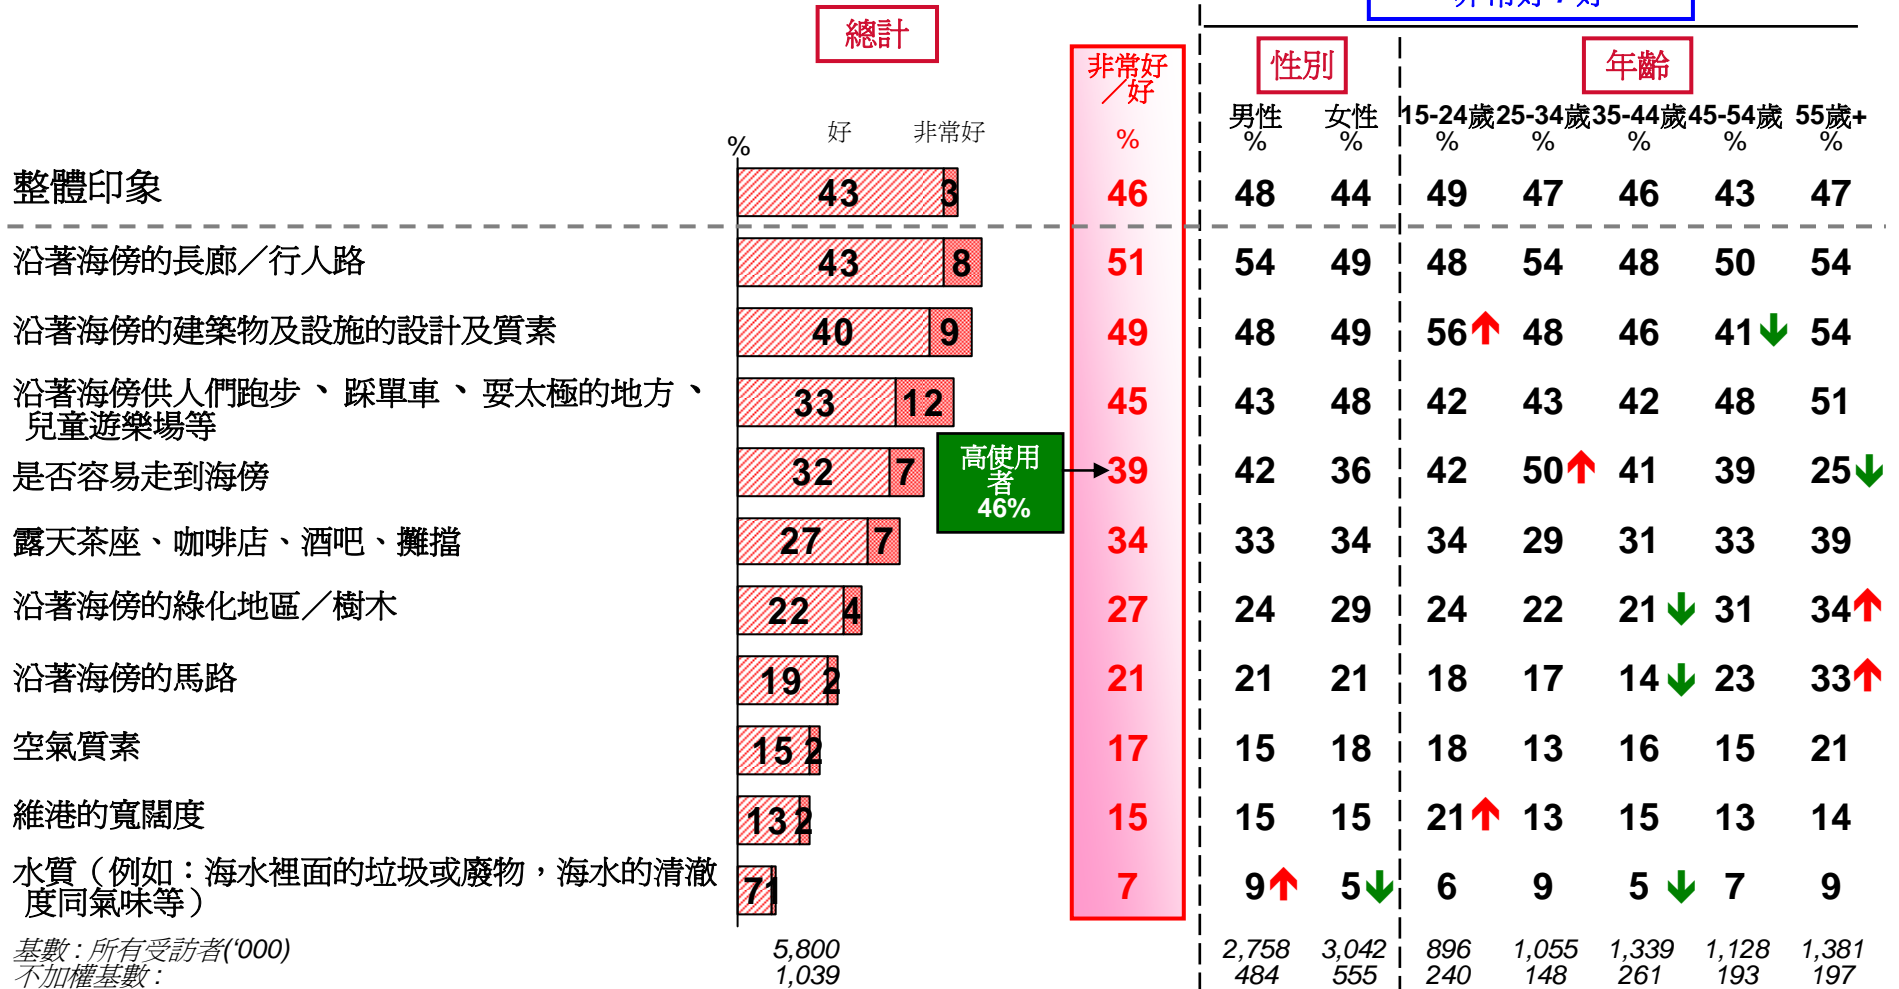 總計
非常好
／好
%
性別
年齡
男性 女性 15-24歲 25-34歲 35-44歲 45-54歲 55歲+
% % % % % % %
% 好 非常好
整體印象 43 3 46 48 44 49 47 46 43 47
沿著海傍的長廊／行人路 43 8 51 54 49 48 54 48 50 54
沿著海傍的建築物及設施的設計及質素 40 9 49 48 49 56 48 46 41 54
沿著海傍供人們跑步、踩單車、耍太極的地方、
兒童遊樂場等 33 12 45 43 48 42 43 42 48 51
是否容易走到海傍 32 7 39 42 36 42 50 41 39 25
高使用
者
46%
露天茶座、咖啡店、酒吧、攤擋 27 7 34 33 34 34 29 31 33 39
沿著海傍的綠化地區／樹木 22 4 27 24 29 24 22 21 31 34
沿著海傍的馬路 19 2 21 21 21 18 17 14 23 33
空氣質素 15 2 17 15 18 18 13 16 15 21
維港的寬闊度 13 2 15 15 15 21 13 15 13 14
水質（例如：海水裡面的垃圾或廢物，海水的清澈
度同氣味等） 7 1 7 9 5 6 9 5 7 9
基數：所有受訪者('000) 5,800 2,758 3,042 896 1,055 1,339 1,128 1,381
不加權基數： 1,039 484 555 240 148 261 193 197